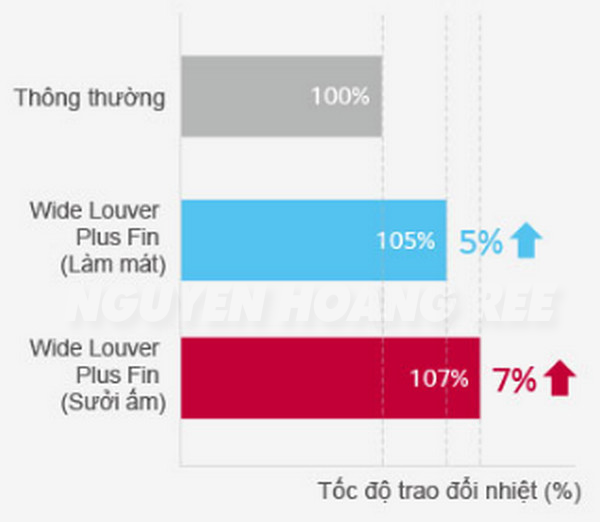 Thông thường
100%
Wide Louver
Plus Fin
(Làm mát)
105%
5%
NGUYEN HOANG REE
Wide Louver
Plus Fin
(Sưởi ấm)
107%
7%
Tốc độ trao đổi nhiệt (%)